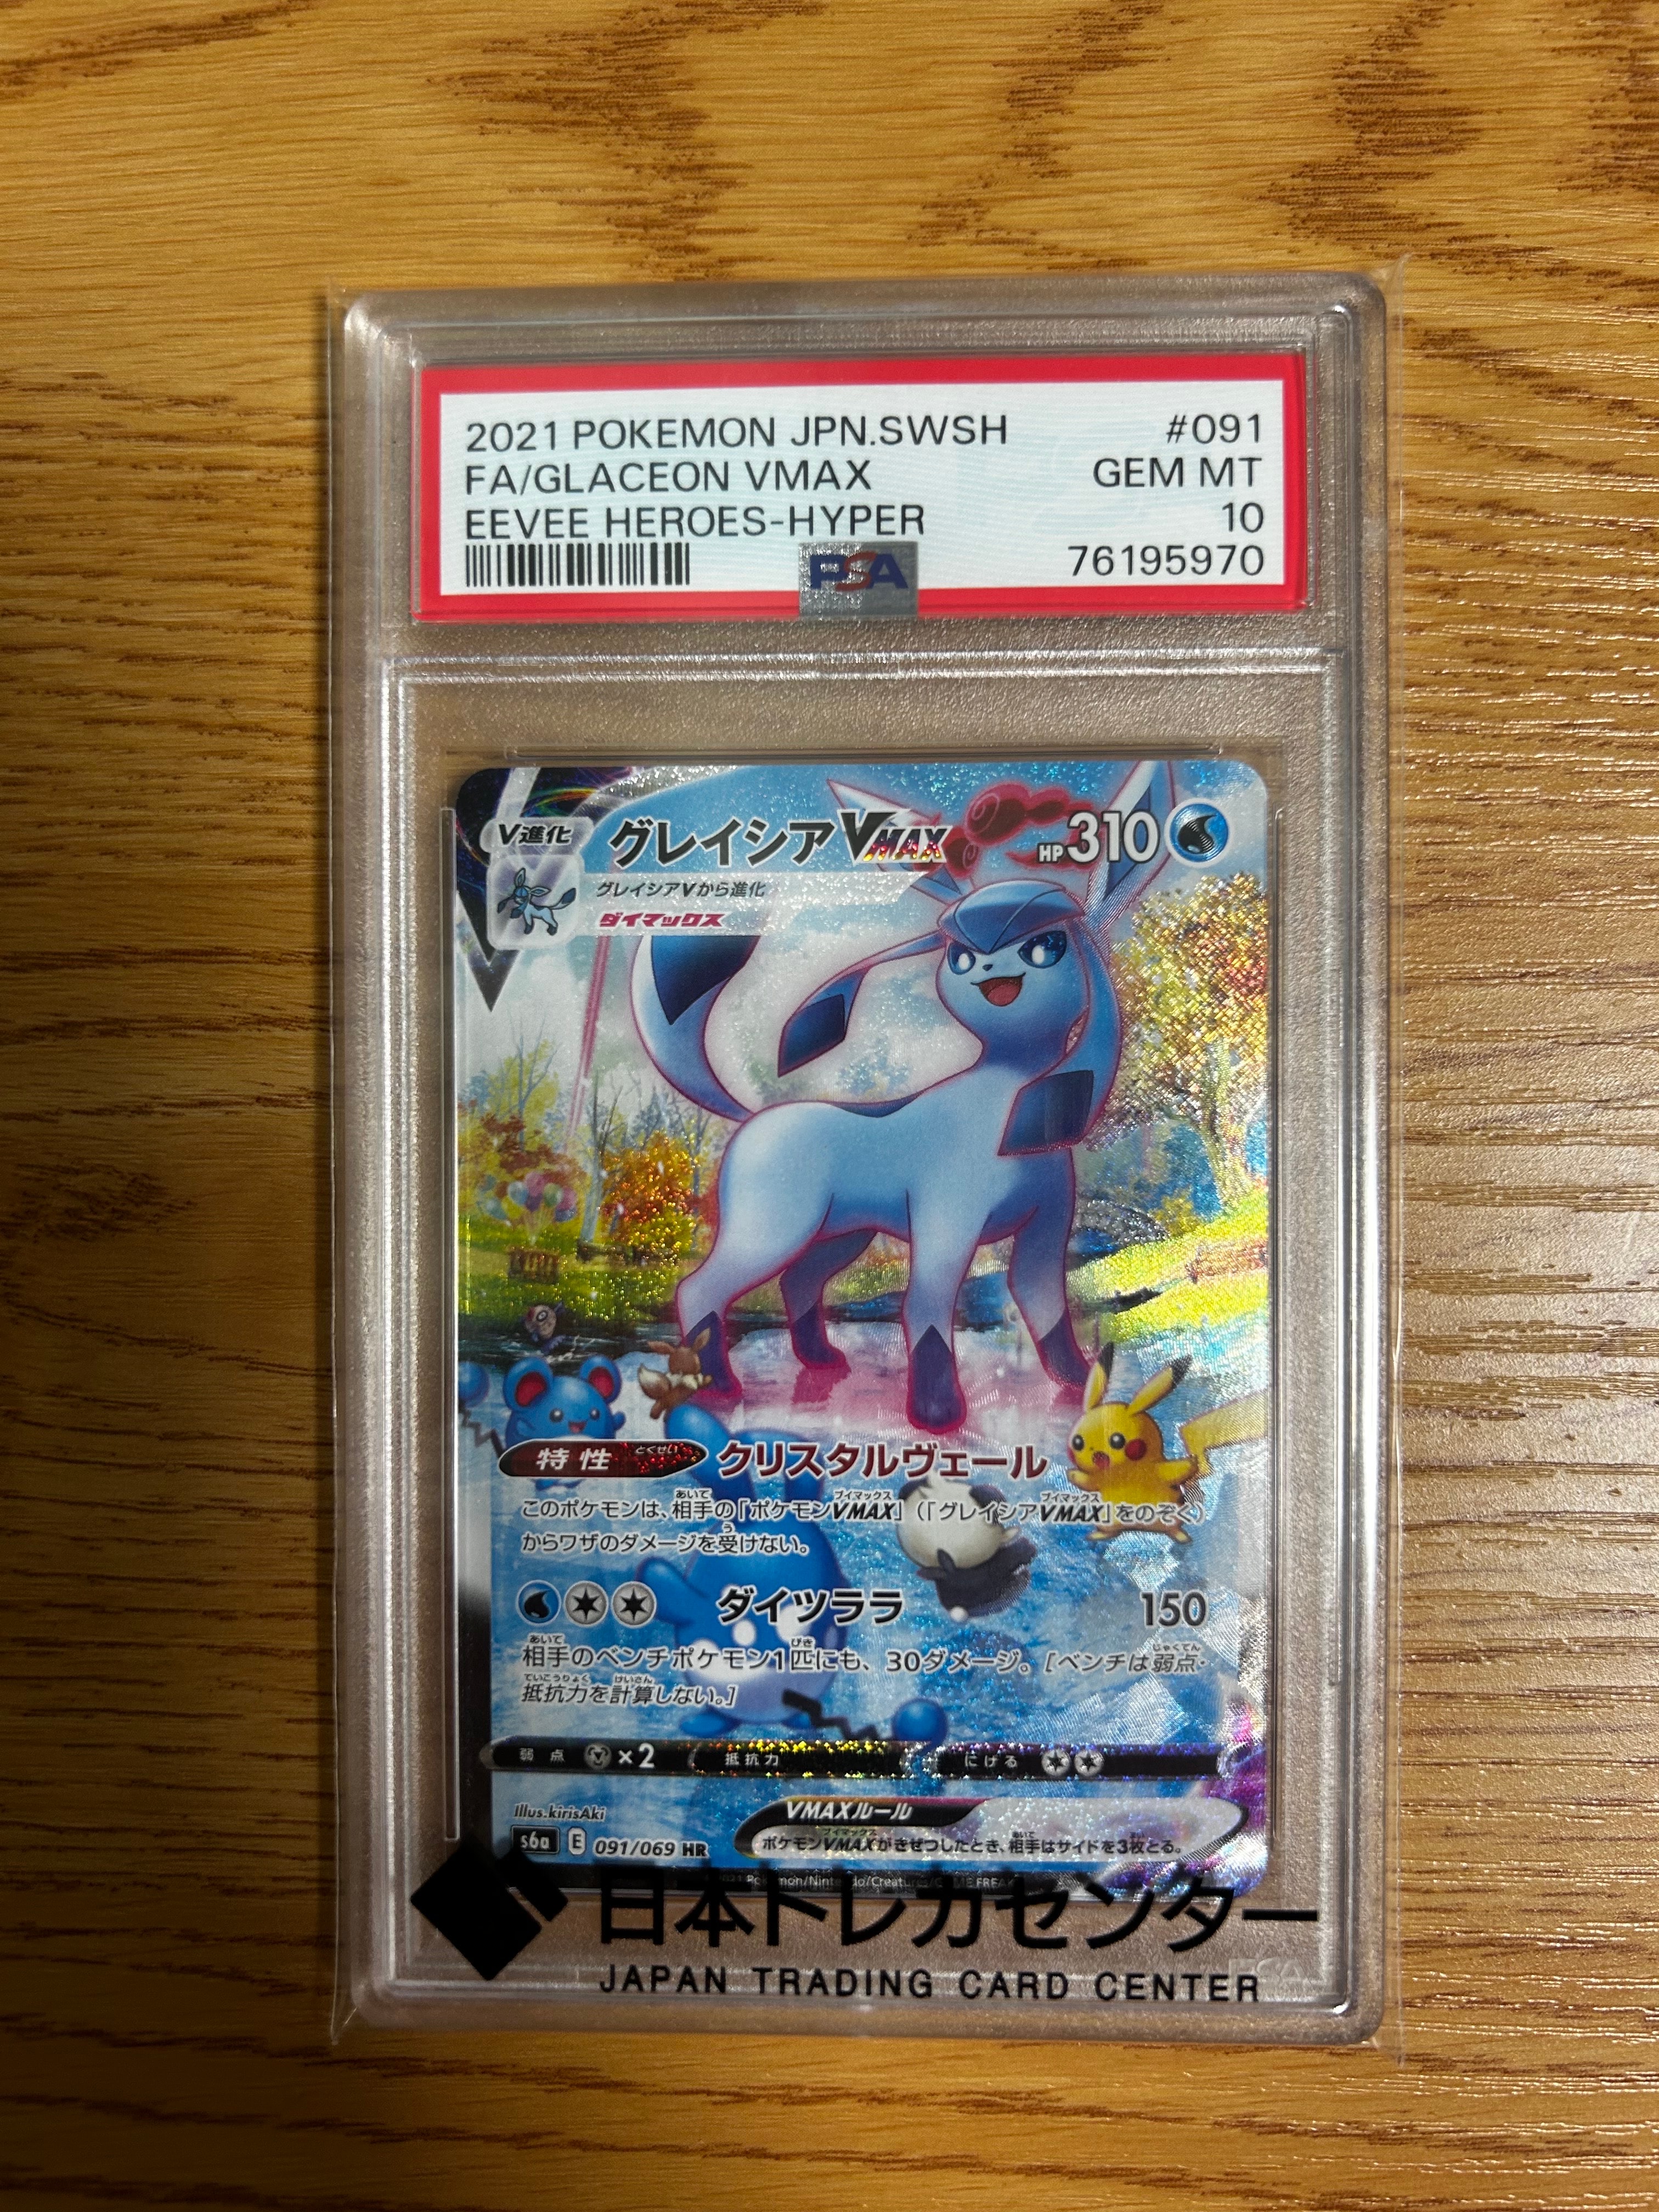 2021 POKEMON JPN.SWSH #091
FA/GLACEON VMAX GEM MT
EEVEE HEROES-HYPER 10
PSA 76195970
V進化 グレイシアVMAX HP310
グレイシアVから進化
ダイマックス
特性 とくせい クリスタルヴェール
このポケモンは、相手の「ポケモンVMAX」(「グレイシアVMAX」をのぞく)
からワザのダメージを受けない。
ダイツララ 150
相手のベンチポケモン1匹にも、30ダメージ。[ベンチは弱点・
抵抗力を計算しない。]
弱点 ×2 抵抗力 にげる
Illus.kirisAki
VMAXルール
s6a E 091/069 HR
ポケモンVMAXがきぜつしたとき、相手はサイドを3枚とる。
2021 Pokémon/Nintendo/Creatures/GAME FREAK
日本トレカセンター
JAPAN TRADING CARD CENTER